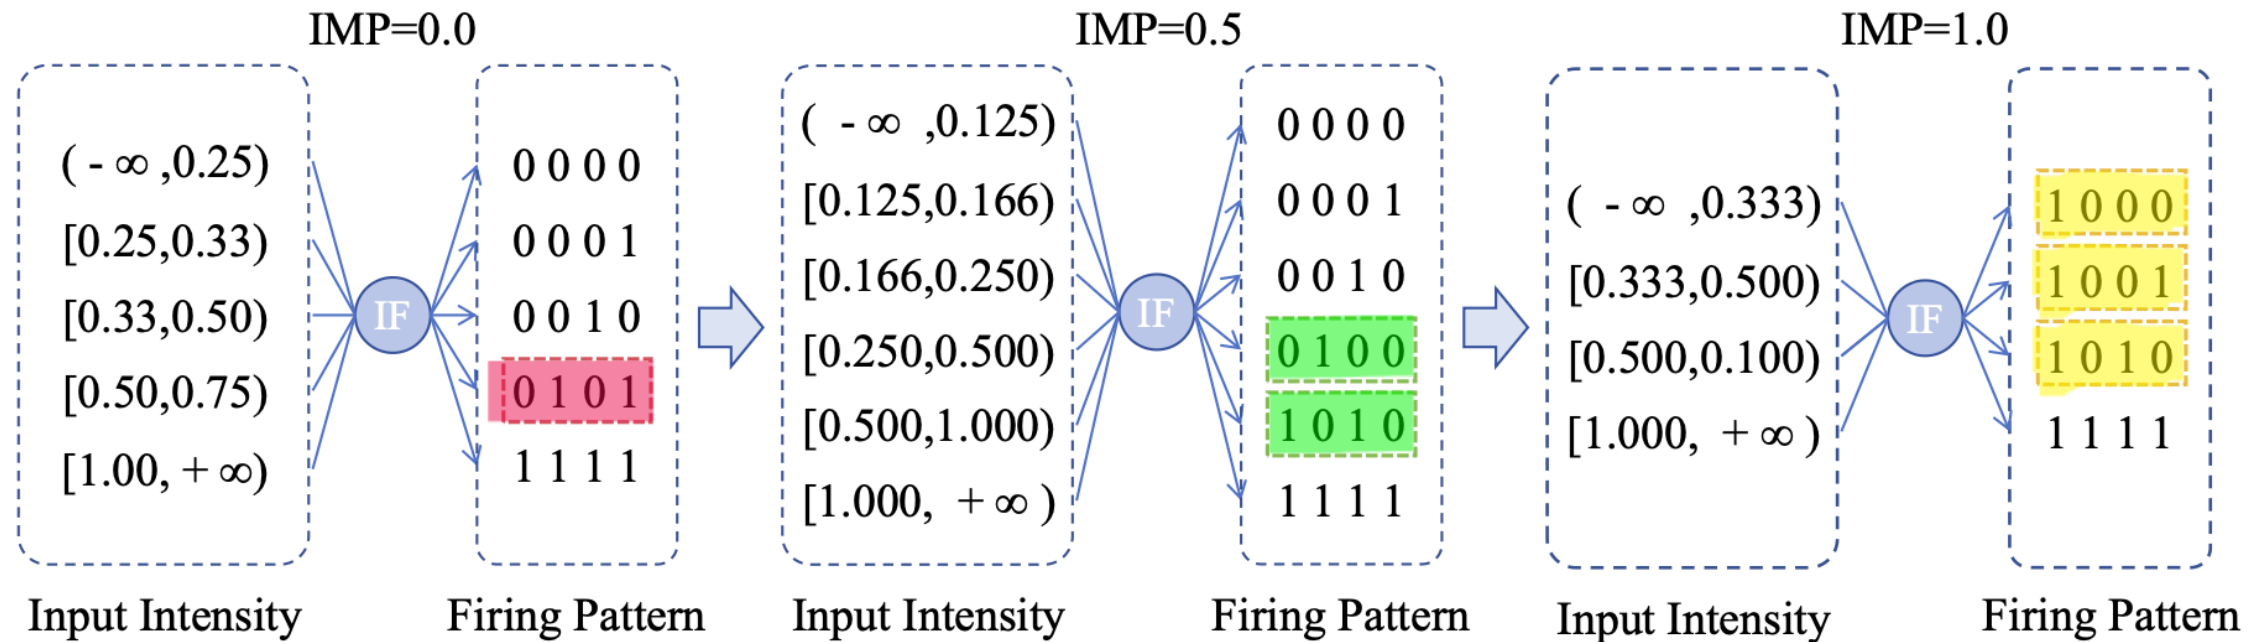 IMP=0.0
( - ∞ ,0.25)
[0.25,0.33)
[0.33,0.50)
[0.50,0.75)
[1.00, + ∞)
IF
0 0 0 0
0 0 0 1
0 0 1 0
0 1 0 1
1 1 1 1
Input Intensity
Firing Pattern
IMP=0.5
( - ∞ ,0.125)
[0.125,0.166)
[0.166,0.250)
[0.250,0.500)
[0.500,1.000)
[1.000, + ∞ )
IF
0 0 0 0
0 0 0 1
0 0 1 0
0 1 0 0
1 0 1 0
1 1 1 1
Input Intensity
Firing Pattern
IMP=1.0
( - ∞ ,0.333)
[0.333,0.500)
[0.500,0.100)
[1.000, + ∞ )
IF
1 0 0 0
1 0 0 1
1 0 1 0
1 1 1 1
Input Intensity
Firing Pattern